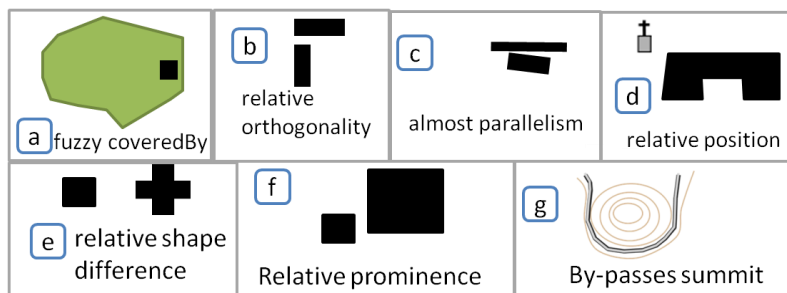 a
fuzzy coveredBy
b
relative
orthogonality
c
almost parallelism
d
relative position
e
relative shape
difference
f
Relative prominence
g
By-passes summit